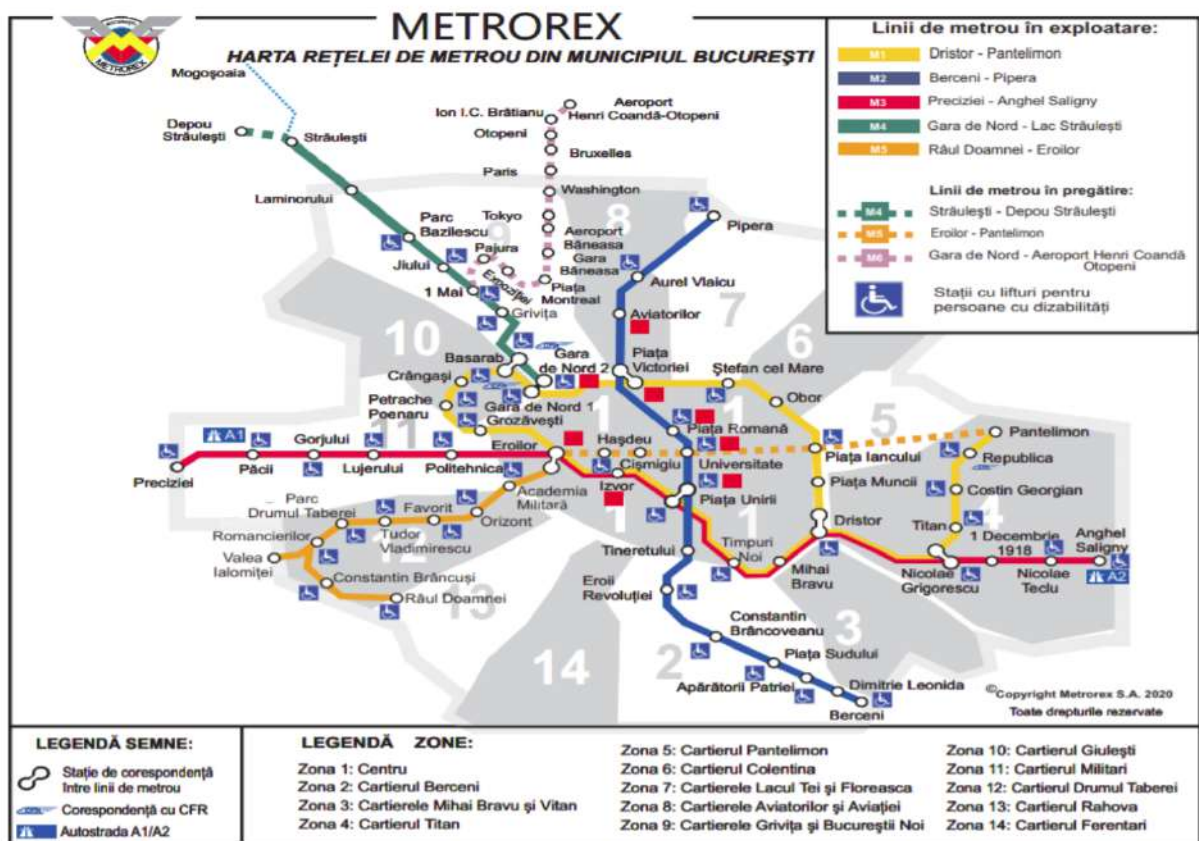 METROREX
HARTA REȚELEI DE METROU DIN MUNICIPIUL BUCUREȘTI
BUCUREȘTI
METROREX
Linii de metrou în exploatare:
M1 Dristor - Pantelimon
M2 Berceni - Pipera
M3 Preciziei - Anghel Saligny
M4 Gara de Nord - Lac Străulești
M5 Râul Doamnei - Eroilor
Linii de metrou în pregătire:
M4 Străulești - Depou Străulești
M5 Eroilor - Pantelimon
M6 Gara de Nord - Aeroport Henri Coandă
Otopeni
Stații cu lifturi pentru
persoane cu dizabilități
Mogoșoaia
Depou
Străulești
Străulești
Laminorului
Parc
Bazilescu
Jiului
1 Mai
Pajura
Expoziției
Grivița
Ion I.C. Brătianu
Aeroport
Henri Coandă-Otopeni
Otopeni
Bruxelles
Paris
Washington
Tokyo
Aeroport
Băneasa
Gara
Băneasa
Piața
Montreal
8
9
7
10
6
Pipera
Aurel Vlaicu
Aviatorilor
Piața
Victoriei
Ștefan cel Mare
Obor
Basarab
Gara
de Nord 2
Crângași
Petrache
Poenaru
Gara de Nord 1
Grozăvești
1
1
5
11
A1
Gorjului
Eroilor
Hașdeu
Piața Romană
Pantelimon
Piața Iancului
Republica
Preciziei
Păcii
Lujerului
Politehnica
Cișmigiu
Universitate
Izvor
Piața Muncii
Costin Georgian
Academia
Militară
Piața Unirii
Parc
Drumul Taberei
Favorit
Orizont
1
1
Dristor
Titan
4
Romancierilor
Tudor
Vladimirescu
12
Tineretului
Timpuri
Noi
Mihai
Bravu
1 Decembrie
1918
Anghel
Saligny
A2
Valea
Ialomiței
Nicolae
Grigorescu
Nicolae
Teclu
Constantin Brâncuși
Râul Doamnei
13
Eroii
Revoluției
Constantin
Brâncoveanu
3
14
2
Piața Sudului
Apărătorii Patriei
Dimitrie Leonida
Berceni
©Copyright Metrorex S.A. 2020
Toate drepturile rezervate
LEGENDĂ SEMNE:
Stație de corespondență
între linii de metrou
Corespondență cu CFR
Autostrada A1/A2
LEGENDĂ ZONE:
Zona 1: Centru
Zona 2: Cartierul Berceni
Zona 3: Cartierele Mihai Bravu și Vitan
Zona 4: Cartierul Titan
Zona 5: Cartierul Pantelimon
Zona 6: Cartierul Colentina
Zona 7: Cartierele Lacul Tei și Floreasca
Zona 8: Cartierele Aviatorilor și Aviației
Zona 9: Cartierele Grivița și Bucureștii Noi
Zona 10: Cartierul Giulești
Zona 11: Cartierul Militari
Zona 12: Cartierul Drumul Taberei
Zona 13: Cartierul Rahova
Zona 14: Cartierul Ferentari